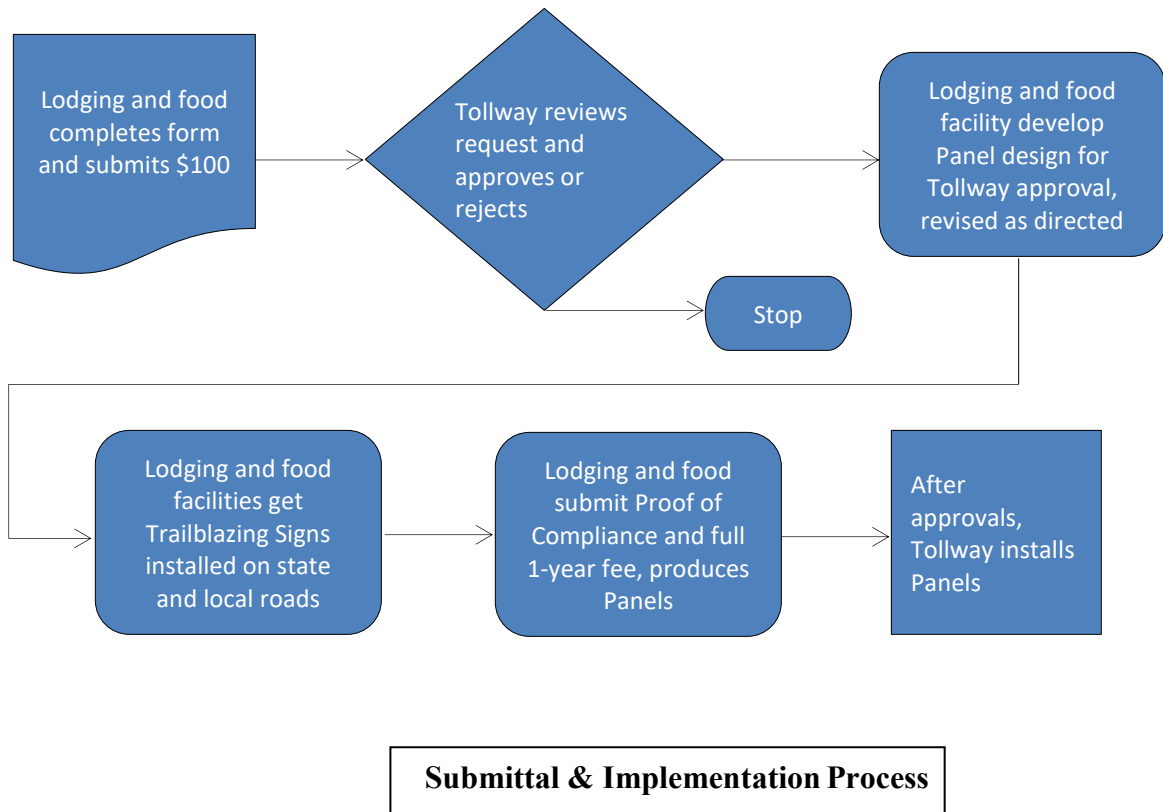 Lodging and food
completes form
and submits $100
Tollway reviews
request and
approves or
rejects
Lodging and food
facility develop
Panel design for
Tollway approval,
revised as directed
Stop
Lodging and food
facilities get
Trailblazing Signs
installed on state
and local roads
Lodging and food
submit Proof of
Compliance and full
1-year fee, produces
Panels
After
approvals,
Tollway installs
Panels
Submittal & Implementation Process